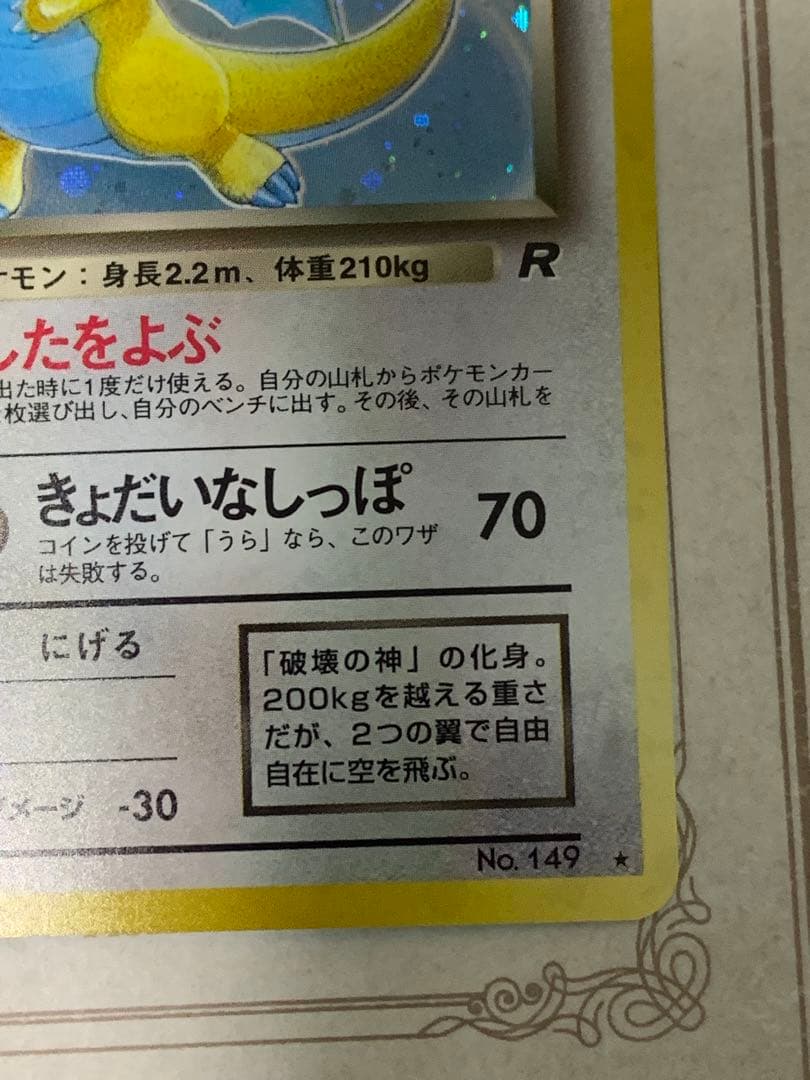 ケモン：身長2.2m、体重210kg
R
したをよぶ
出た時に1度だけ使える。自分の山札からポケモンカー
枚選び出し、自分のベンチに出す。その後、その山札を
きょだいなしっぽ 70
コインを投げて「うら」なら、このワザ
は失敗する。
にげる
「破壊の神」の化身。
200kgを越える重さ
だが、2つの翼で自由
自在に空を飛ぶ。
ダメージ -30
No. 149 ★